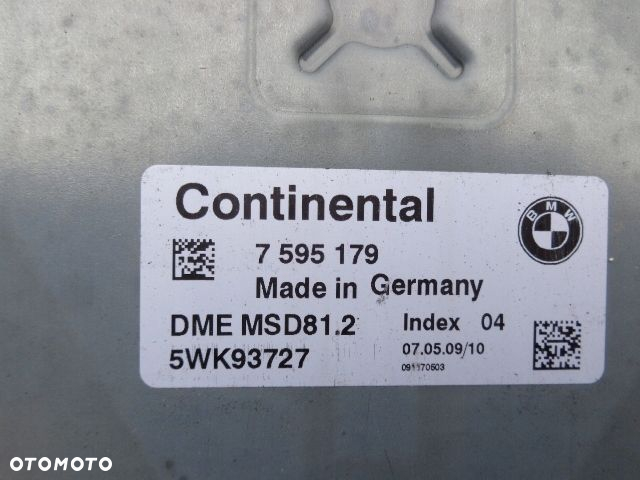 Continental
BMW
7 595 179
Made in Germany
DME MSD81.2 Index 04
5WK93727 07.05.09/10
OTOMOTO